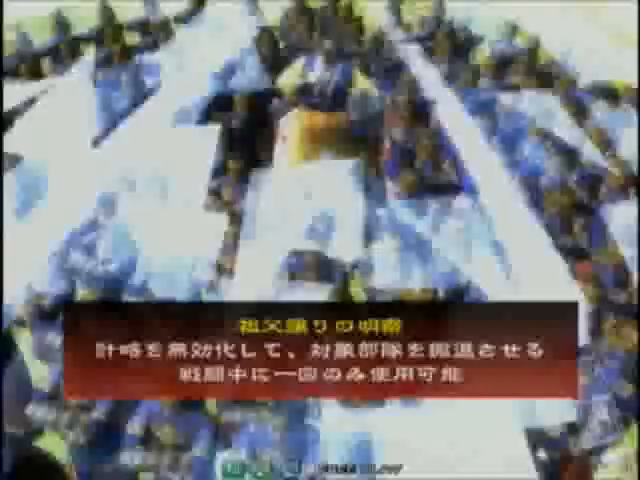 祖父譲りの明察
計略を無効化して、対象部隊を撤退させる
戦闘中に一回のみ使用可能